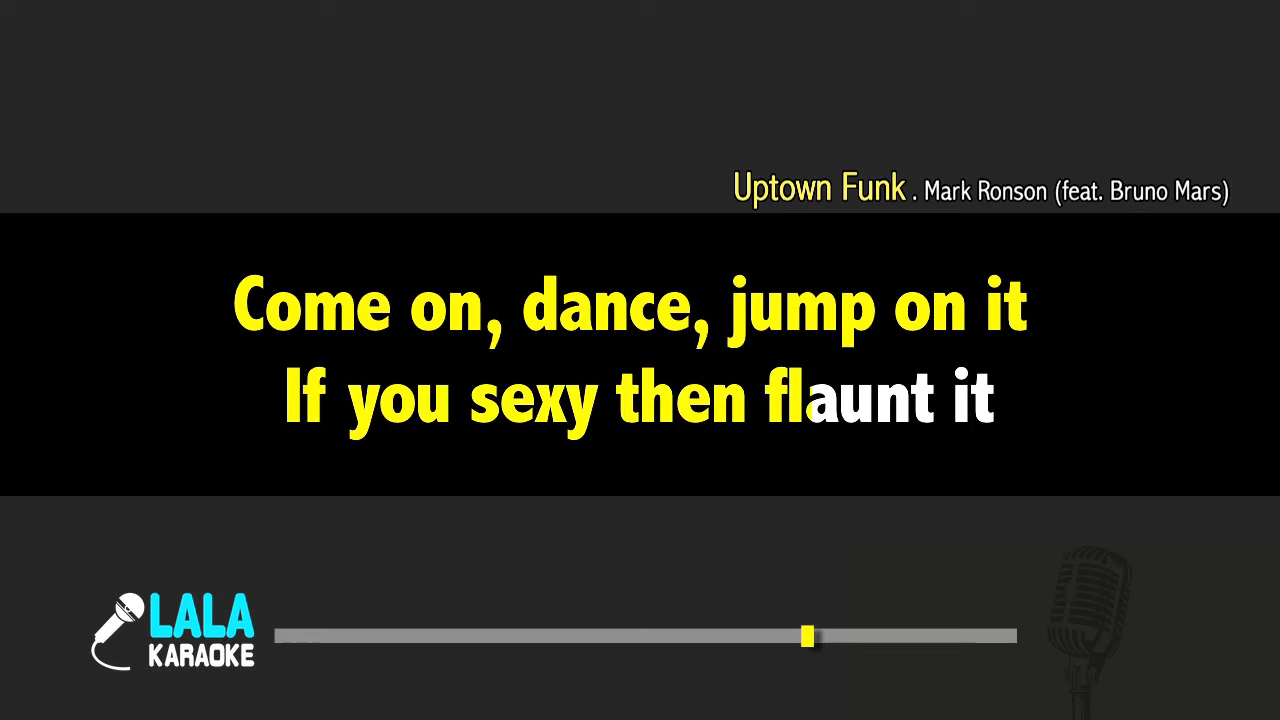 Uptown Funk . Mark Ronson (feat. Bruno Mars)
Come on, dance, jump on it
If you sexy then flaunt it
LALA
KARAOKE